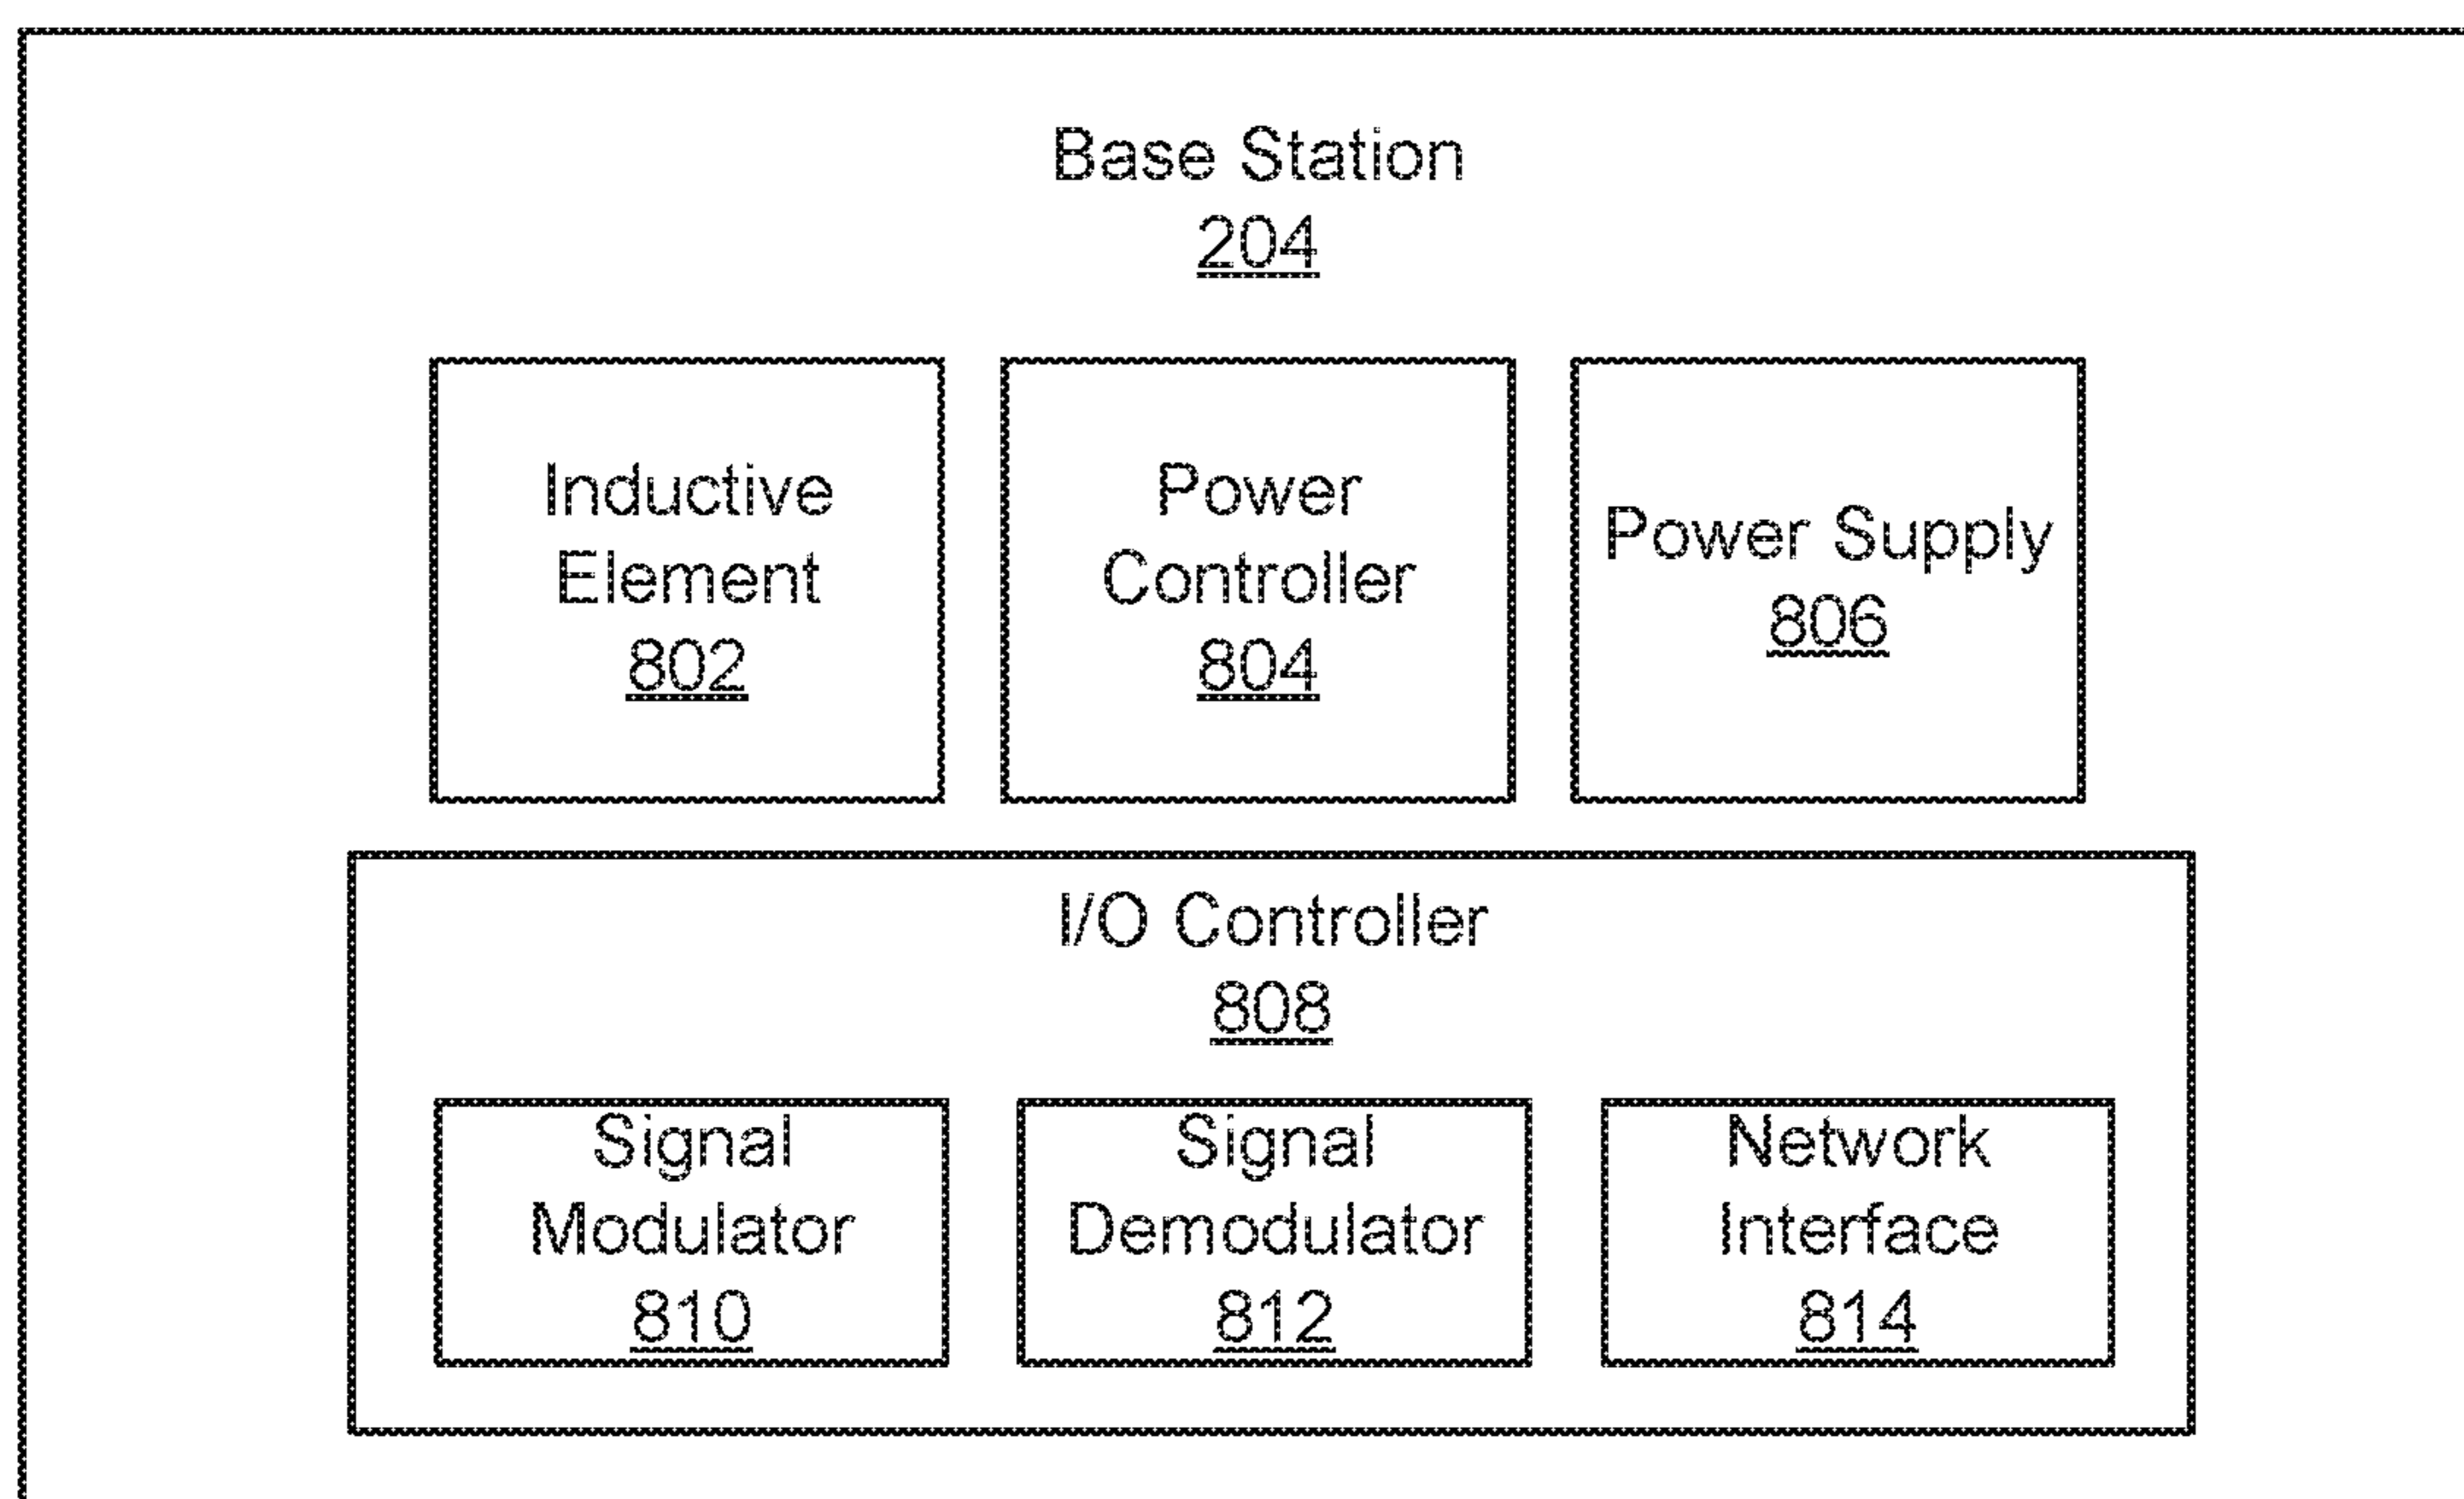 Base Station
204
Inductive
Element
802
Power
Controller
804
Power Supply
806
I/O Controller
808
Signal
Modulator
810
Signal
Demodulator
812
Network
Interface
814